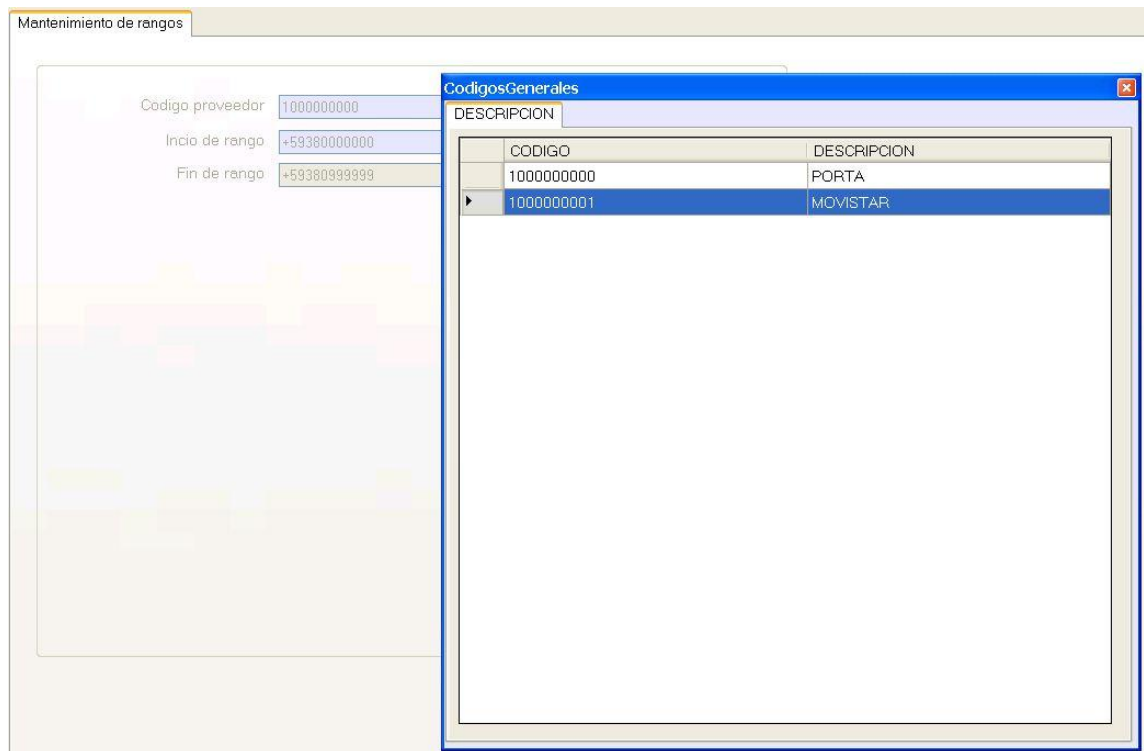 Mantenimiento de rangos
Codigo proveedor 1000000000
Incio de rango +59380000000
Fin de rango +59380999999
CodigosGenerales
DESCRIPCION
CODIGO DESCRIPCION
1000000000 PORTA
1000000001 MOVISTAR